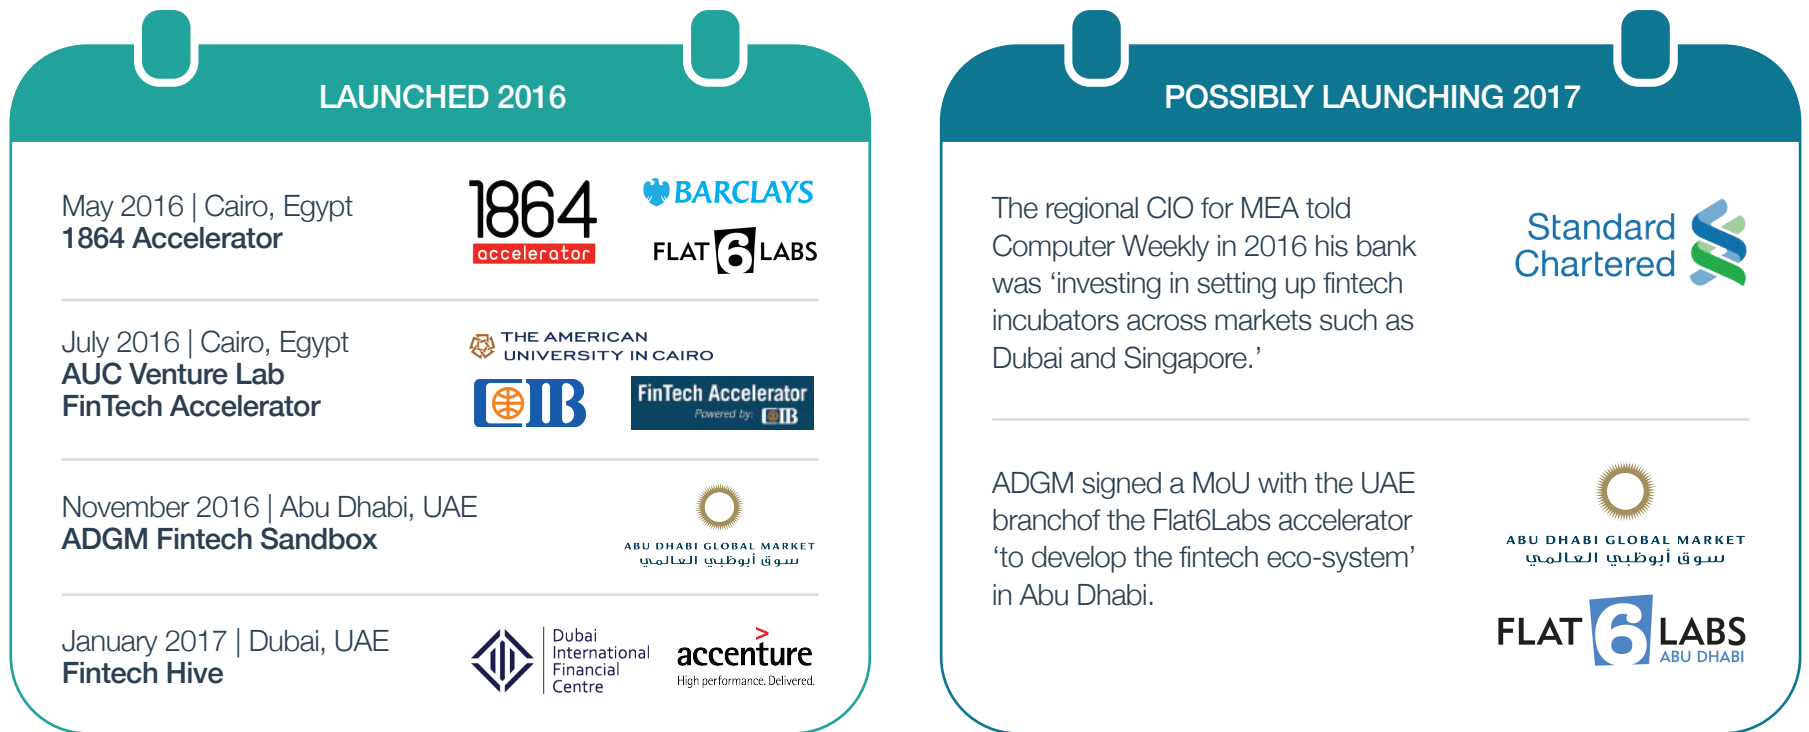 LAUNCHED 2016
May 2016 | Cairo, Egypt
1864 Accelerator
1864
accelerator
BARCLAYS
FLAT 6 LABS
July 2016 | Cairo, Egypt
AUC Venture Lab
FinTech Accelerator
THE AMERICAN
UNIVERSITY IN CAIRO
CIB
FinTech Accelerator
Powered by: CIB
November 2016 | Abu Dhabi, UAE
ADGM Fintech Sandbox
ABU DHABI GLOBAL MARKET
سوق أبوظبي العالمي
January 2017 | Dubai, UAE
Fintech Hive
Dubai
International
Financial
Centre
accenture
High performance. Delivered.
POSSIBLY LAUNCHING 2017
The regional CIO for MEA told
Computer Weekly in 2016 his bank
was ‘investing in setting up fintech
incubators across markets such as
Dubai and Singapore.’
Standard
Chartered
ADGM signed a MoU with the UAE
branchof the Flat6Labs accelerator
‘to develop the fintech eco-system’
in Abu Dhabi.
ABU DHABI GLOBAL MARKET
سوق أبوظبي العالمي
FLAT 6 LABS
ABU DHABI